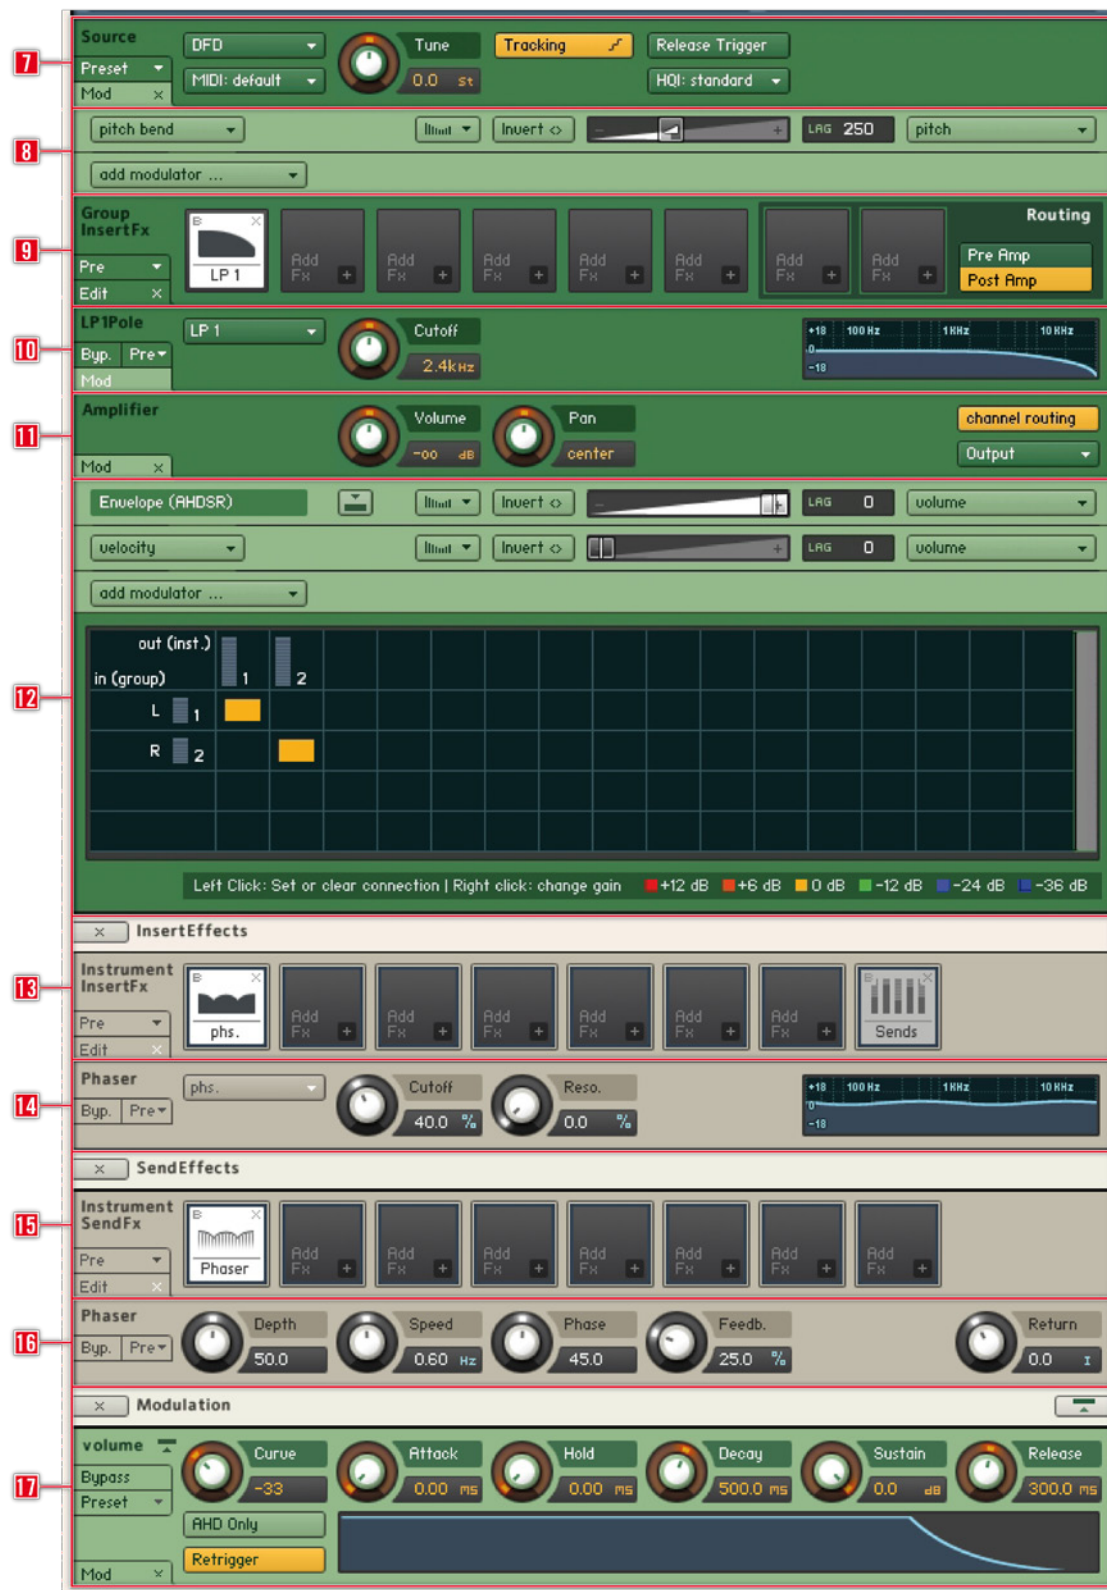 7
Source
DFD
Tune
Tracking
Release Trigger
Preset
MIDI: default
0.0 st
HQI: standard
Mod ×
8
pitch bend
Invert <>
- +
LAG 250
pitch
add modulator ...
9
Group InsertFx
B X
LP 1
Add Fx +
Add Fx +
Add Fx +
Add Fx +
Add Fx +
Add Fx +
Add Fx +
Routing
Pre Amp
Post Amp
Pre
Edit ×
10
LP1Pole
LP 1
Cutoff
2.4kHz
Byp. Pre
Mod
+18 100 Hz 1KHz 10 KHz
0
-18
11
Amplifier
Volume
-oo dB
Pan
center
channel routing
Output
Mod ×
12
Envelope (AHDSR)
Invert <>
- +
LAG 0
volume
velocity
Invert <>
+
LAG 0
volume
add modulator ...
out (inst.)
in (group) 1 2
L 1
R 2
Left Click: Set or clear connection | Right click: change gain +12 dB +6 dB 0 dB -12 dB -24 dB -36 dB
× InsertEffects
13
Instrument InsertFx
B X
phs.
Add Fx +
Add Fx +
Add Fx +
Add Fx +
Add Fx +
Add Fx +
B X
Sends
Pre
Edit ×
14
Phaser
phs.
Cutoff
40.0 %
Reso.
0.0 %
Byp. Pre
+18 100 Hz 1KHz 10 KHz
0
-18
× SendEffects
15
Instrument SendFx
B X
Phaser
Add Fx +
Add Fx +
Add Fx +
Add Fx +
Add Fx +
Add Fx +
Add Fx +
Pre
Edit ×
16
Phaser
Depth Speed Phase Feedb. Return
Byp. Pre
50.0 0.60 Hz 45.0 25.0 % 0.0 I
× Modulation
17
volume
Curve Attack Hold Decay Sustain Release
Bypass
-33 0.00 ms 0.00 ms 500.0 ms 0.0 dB 300.0 ms
Preset
AHD Only
Retrigger
Mod ×